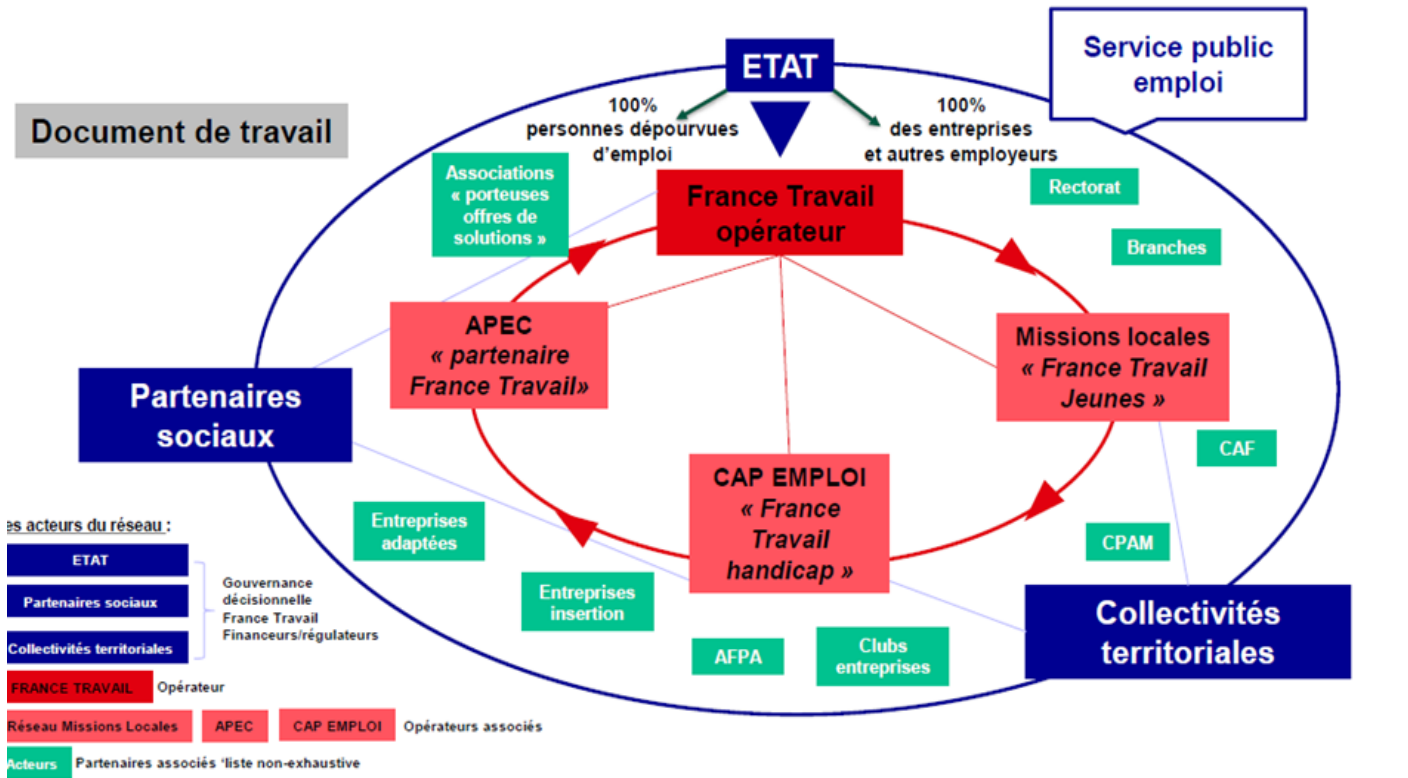 ETAT
Service public
emploi
Document de travail
100%
personnes dépourvues
d'emploi
100%
des entreprises
et autres employeurs
Associations
« porteuses
offres de
solutions »
France Travail
opérateur
Rectorat
Branches
APEC
« partenaire
France Travail»
Missions locales
« France Travail
Jeunes »
Partenaires
sociaux
CAF
CAP EMPLOI
« France
Travail
handicap »
Entreprises
adaptées
CPAM
Entreprises
insertion
AFPA
Clubs
entreprises
Collectivités
territoriales
es acteurs du réseau :
ETAT
Partenaires sociaux
Collectivités territoriales
Gouvernance
décisionnelle
France Travail
Financeurs/régulateurs
FRANCE TRAVAIL Opérateur
Réseau Missions Locales APEC CAP EMPLOI Opérateurs associés
Acteurs Partenaires associés 'liste non-exhaustive